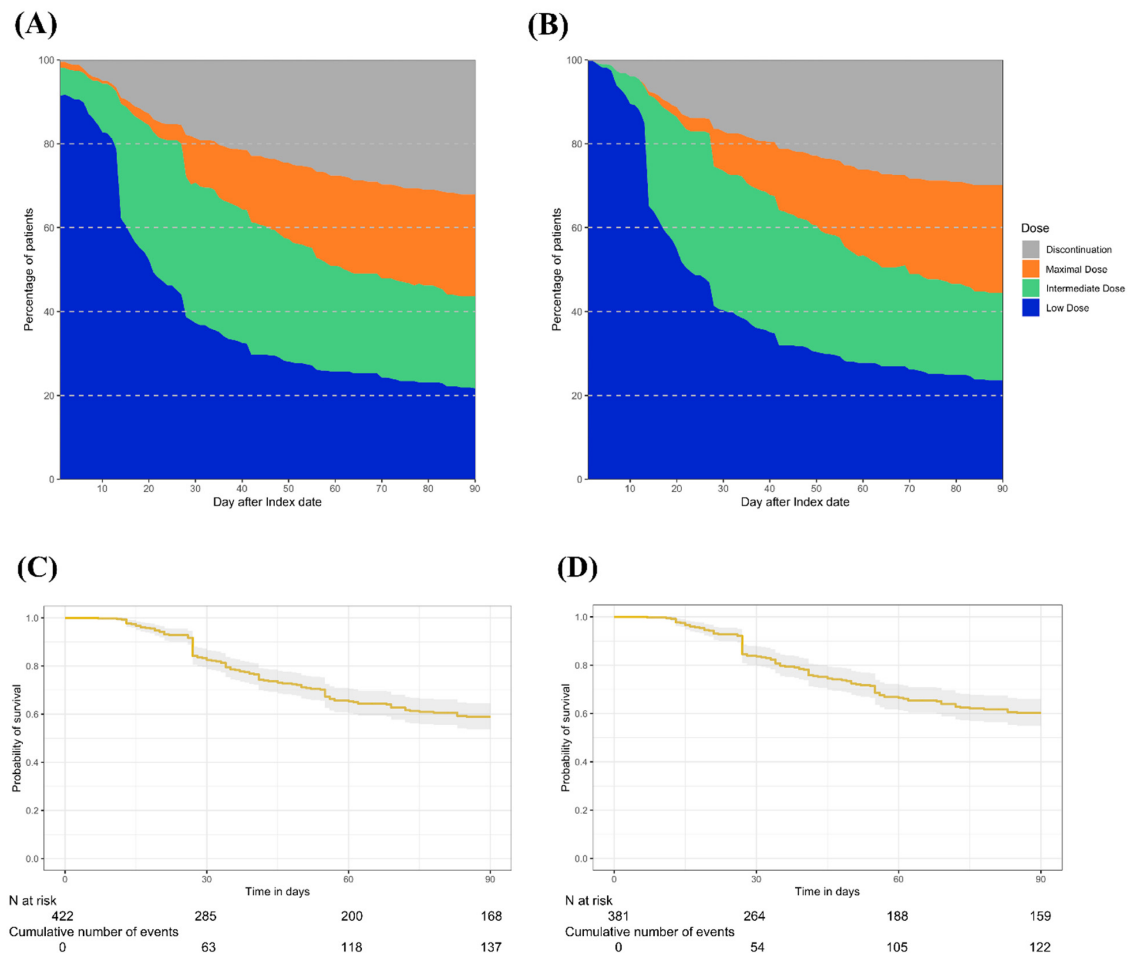 (A)
(B)
Percentage of patients
100
80
60
40
20
0
10 20 30 40 50 60 70 80 90
Day after Index date
Percentage of patients
100
80
60
40
20
0
10 20 30 40 50 60 70 80 90
Day after Index date
Dose
Discontinuation
Maximal Dose
Intermediate Dose
Low Dose
(C)
(D)
Probability of survival
1.0
0.8
0.6
0.4
0.2
0.0
0 30 60 90
Time in days
N at risk
422 285 200 168
Cumulative number of events
0 63 118 137
Probability of survival
1.0
0.8
0.6
0.4
0.2
0.0
0 30 60 90
Time in days
N at risk
381 264 188 159
Cumulative number of events
0 54 105 122